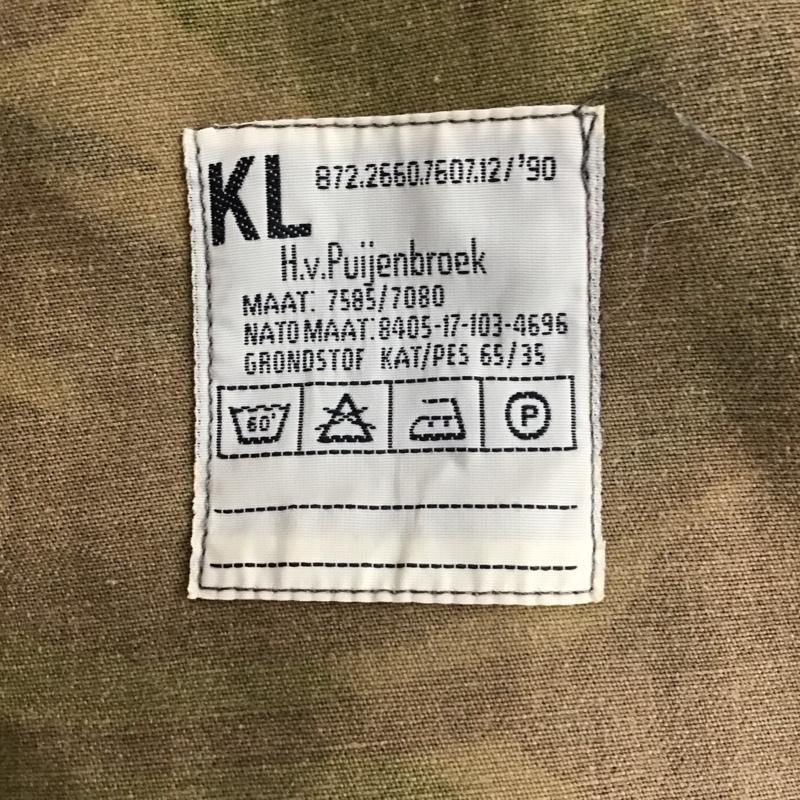 KL 872.2660.7607.12/'90
H.v.Puijenbroek
MAAT: 7585/7080
NATO MAAT: 8405-17-103-4696
GRONDSTOF KAT/PES 65/35
60° P